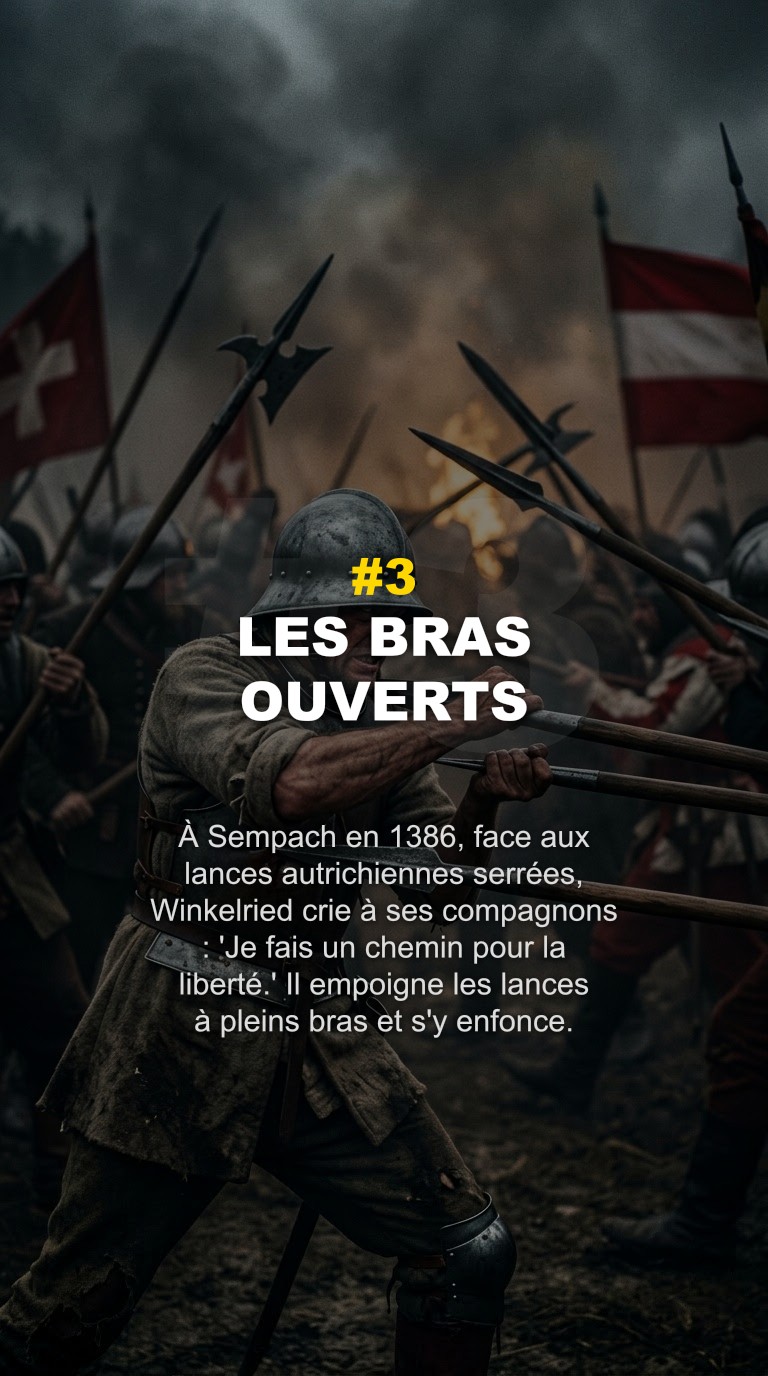 #3
LES BRAS
OUVERTS
À Sempach en 1386, face aux
lances autrichiennes serrées,
Winkelried crie à ses compagnons
: 'Je fais un chemin pour la
liberté.' Il empoigne les lances
à pleins bras et s'y enfonce.